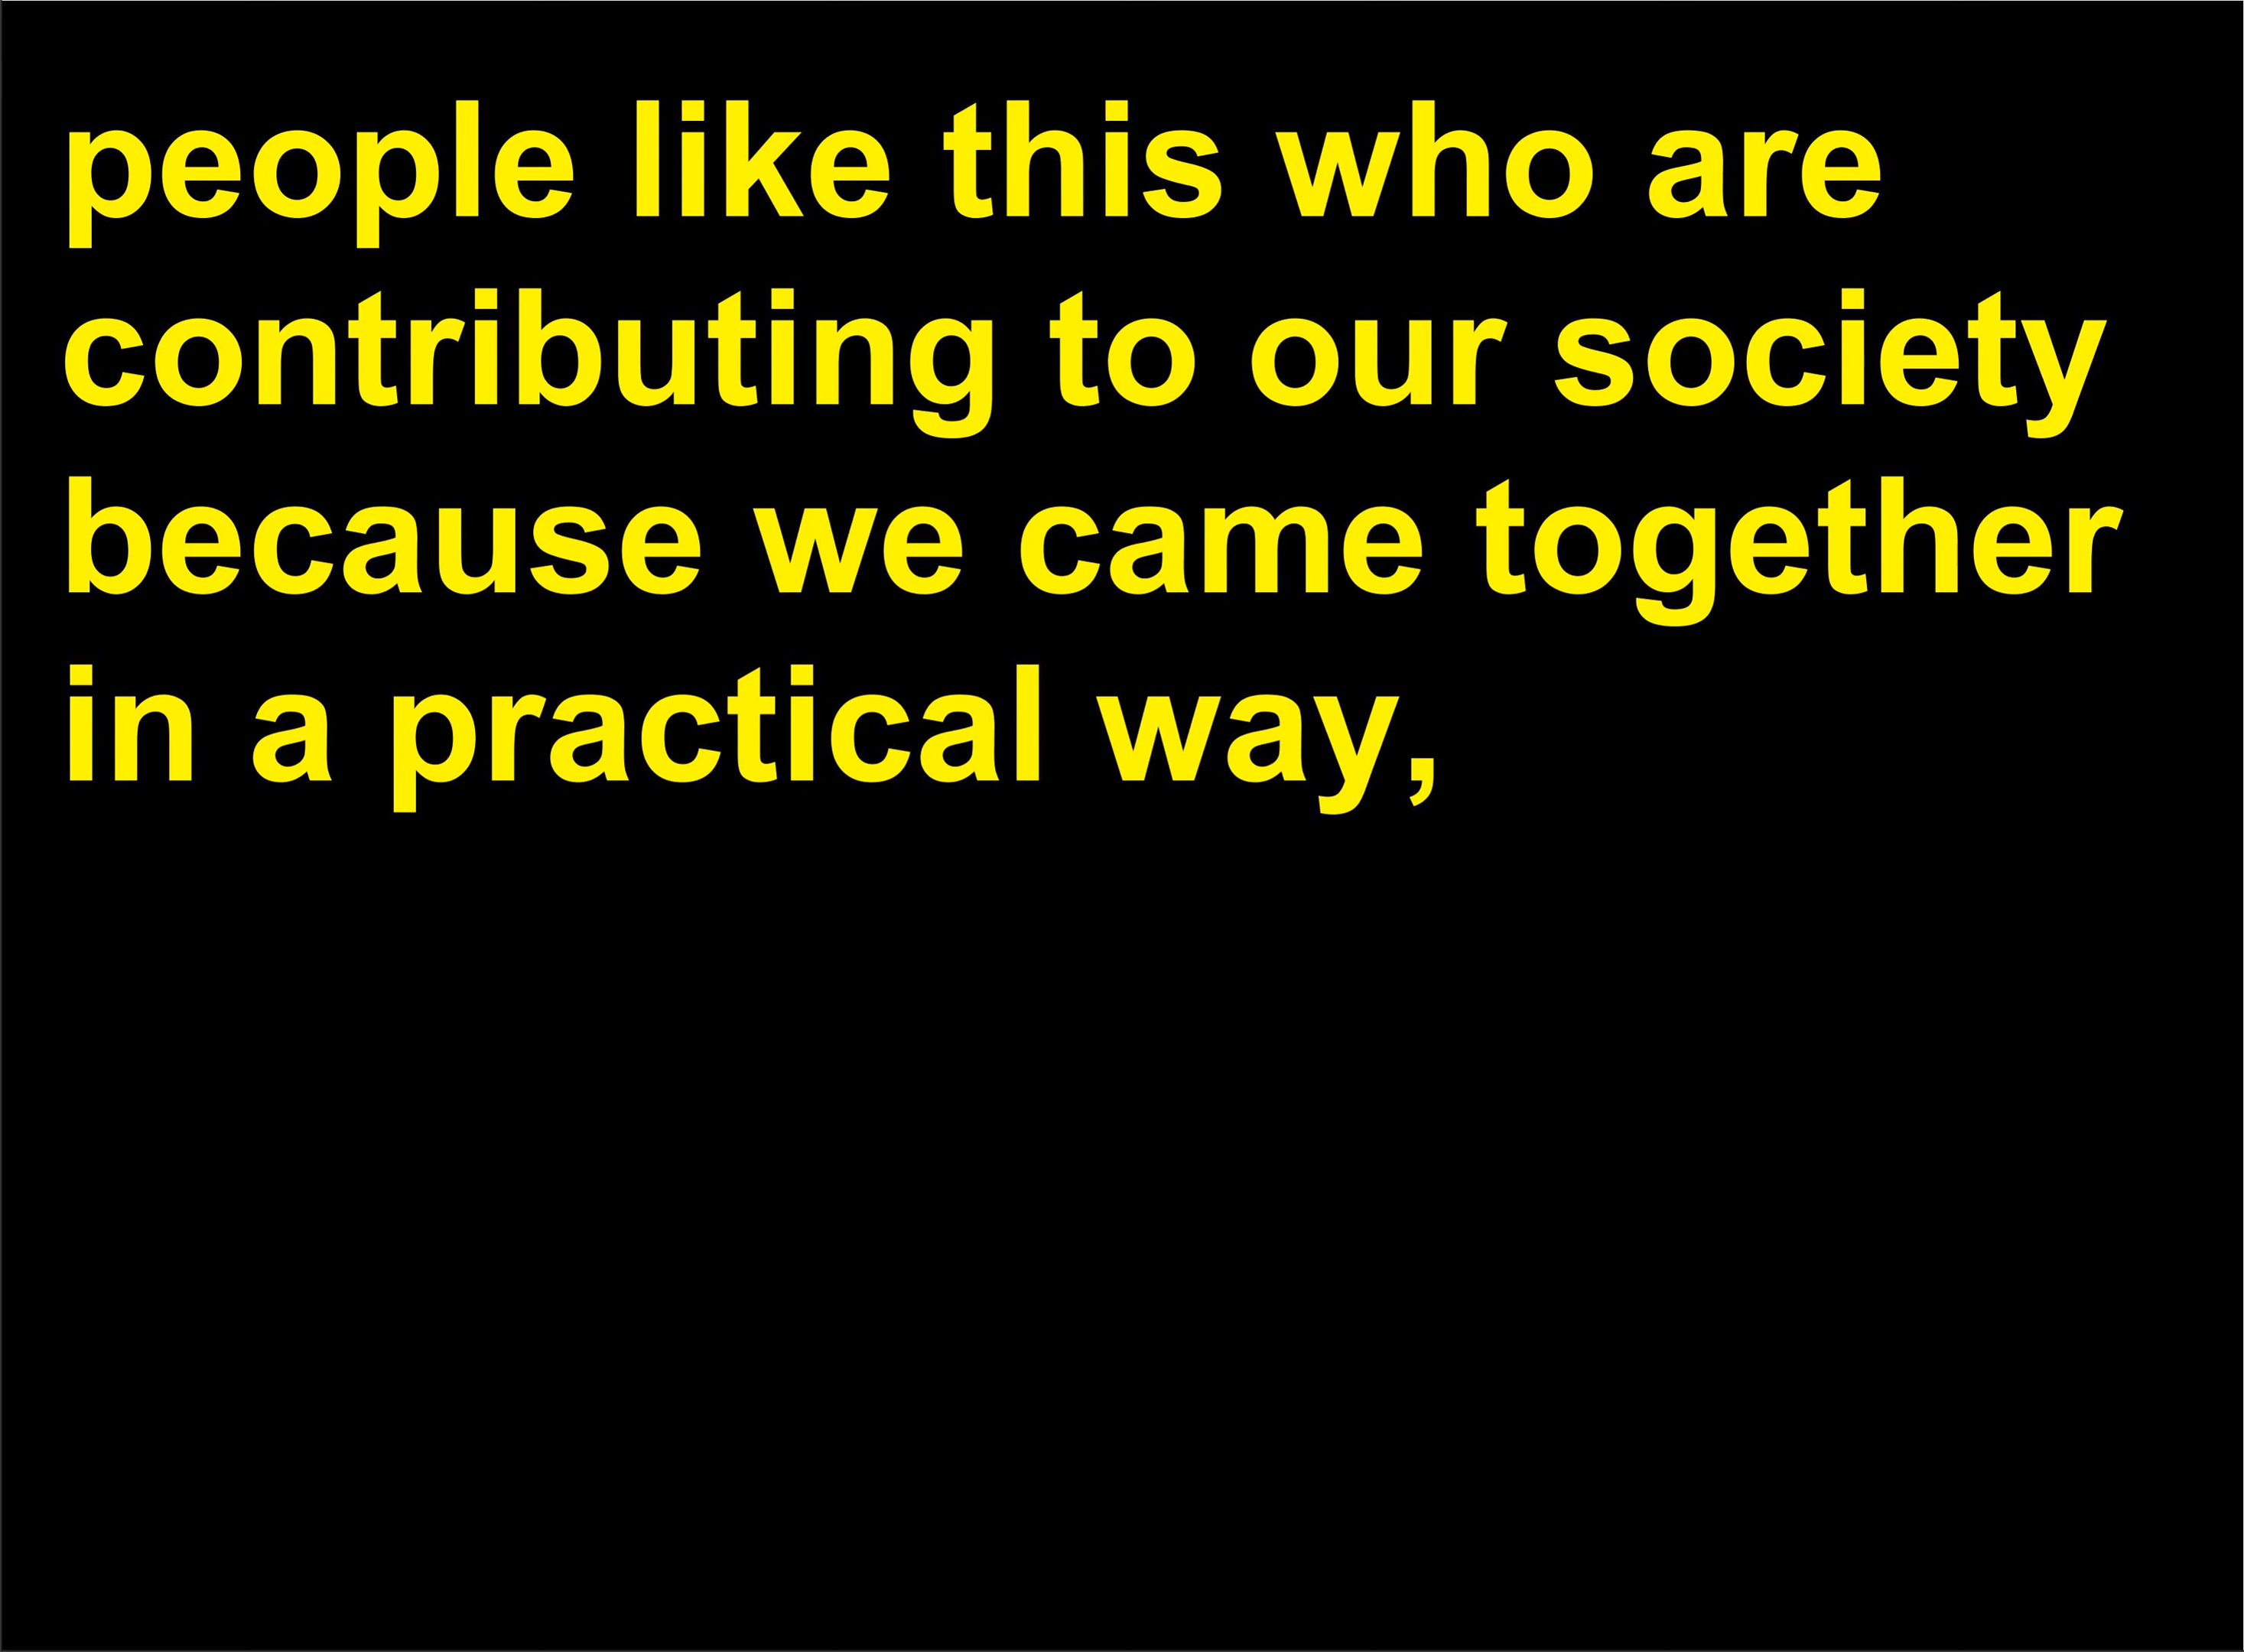 people like this who are
contributing to our society
because we came together
in a practical way,